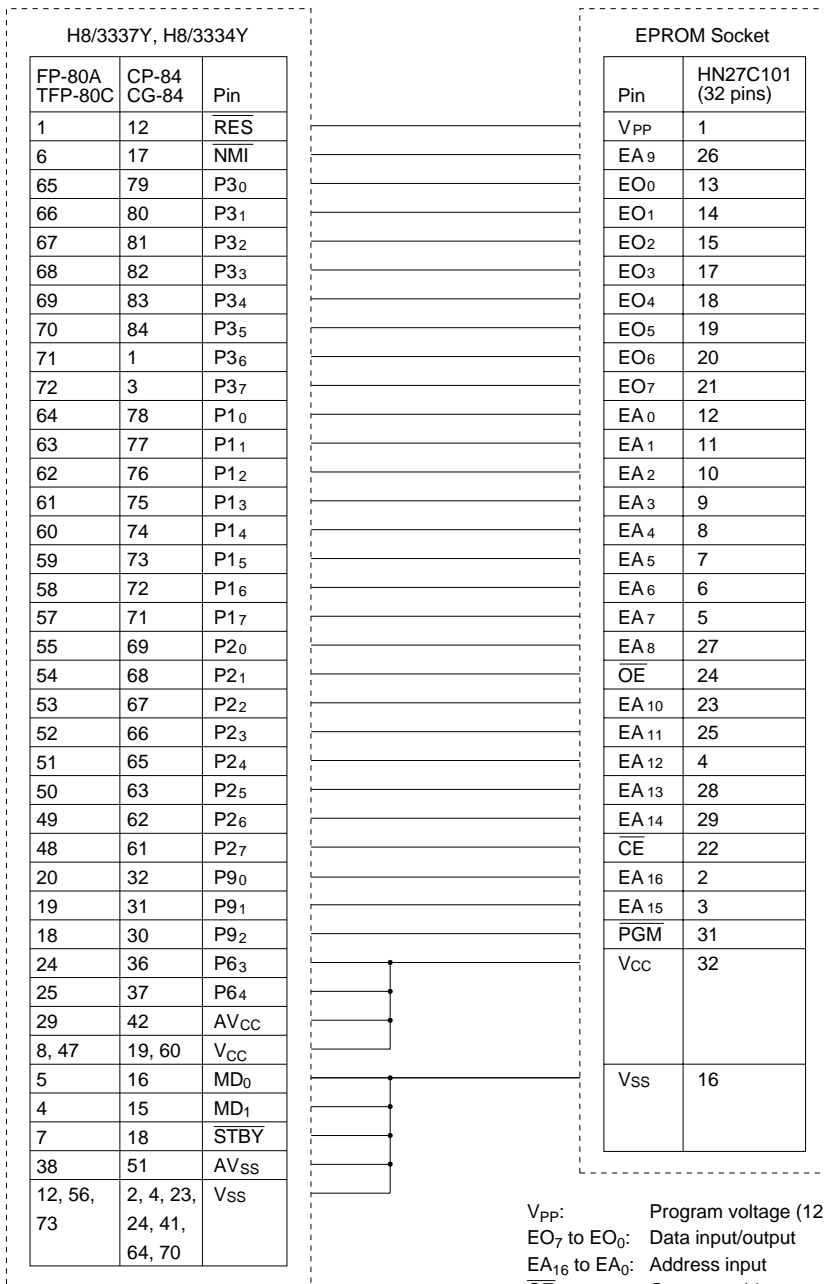 H8/3337Y, H8/3334Y EPROM Socket
FP-80A TFP-80C CP-84 CG-84 Pin Pin HN27C101 (32 pins)
1 12 R̅E̅S̅ VPP 1
6 17 N̅M̅I̅ EA9 26
65 79 P30 EO0 13
66 80 P31 EO1 14
67 81 P32 EO2 15
68 82 P33 EO3 17
69 83 P34 EO4 18
70 84 P35 EO5 19
71 1 P36 EO6 20
72 3 P37 EO7 21
64 78 P10 EA0 12
63 77 P11 EA1 11
62 76 P12 EA2 10
61 75 P13 EA3 9
60 74 P14 EA4 8
59 73 P15 EA5 7
58 72 P16 EA6 6
57 71 P17 EA7 5
55 69 P20 EA8 27
54 68 P21 O̅E̅ 24
53 67 P22 EA10 23
52 66 P23 EA11 25
51 65 P24 EA12 4
50 63 P25 EA13 28
49 62 P26 EA14 29
48 61 P27 C̅E̅ 22
20 32 P90 EA16 2
19 31 P91 EA15 3
18 30 P92 P̅G̅M̅ 31
24 36 P63 VCC 32
25 37 P64
29 42 AVCC
8, 47 19, 60 VCC
5 16 MD0 VSS 16
4 15 MD1
7 18 S̅T̅B̅Y̅
38 51 AVSS
12, 56, 73 2, 4, 23, 24, 41, 64, 70 VSS
VPP: Program voltage (12
EO7 to EO0: Data input/output
EA16 to EA0: Address input